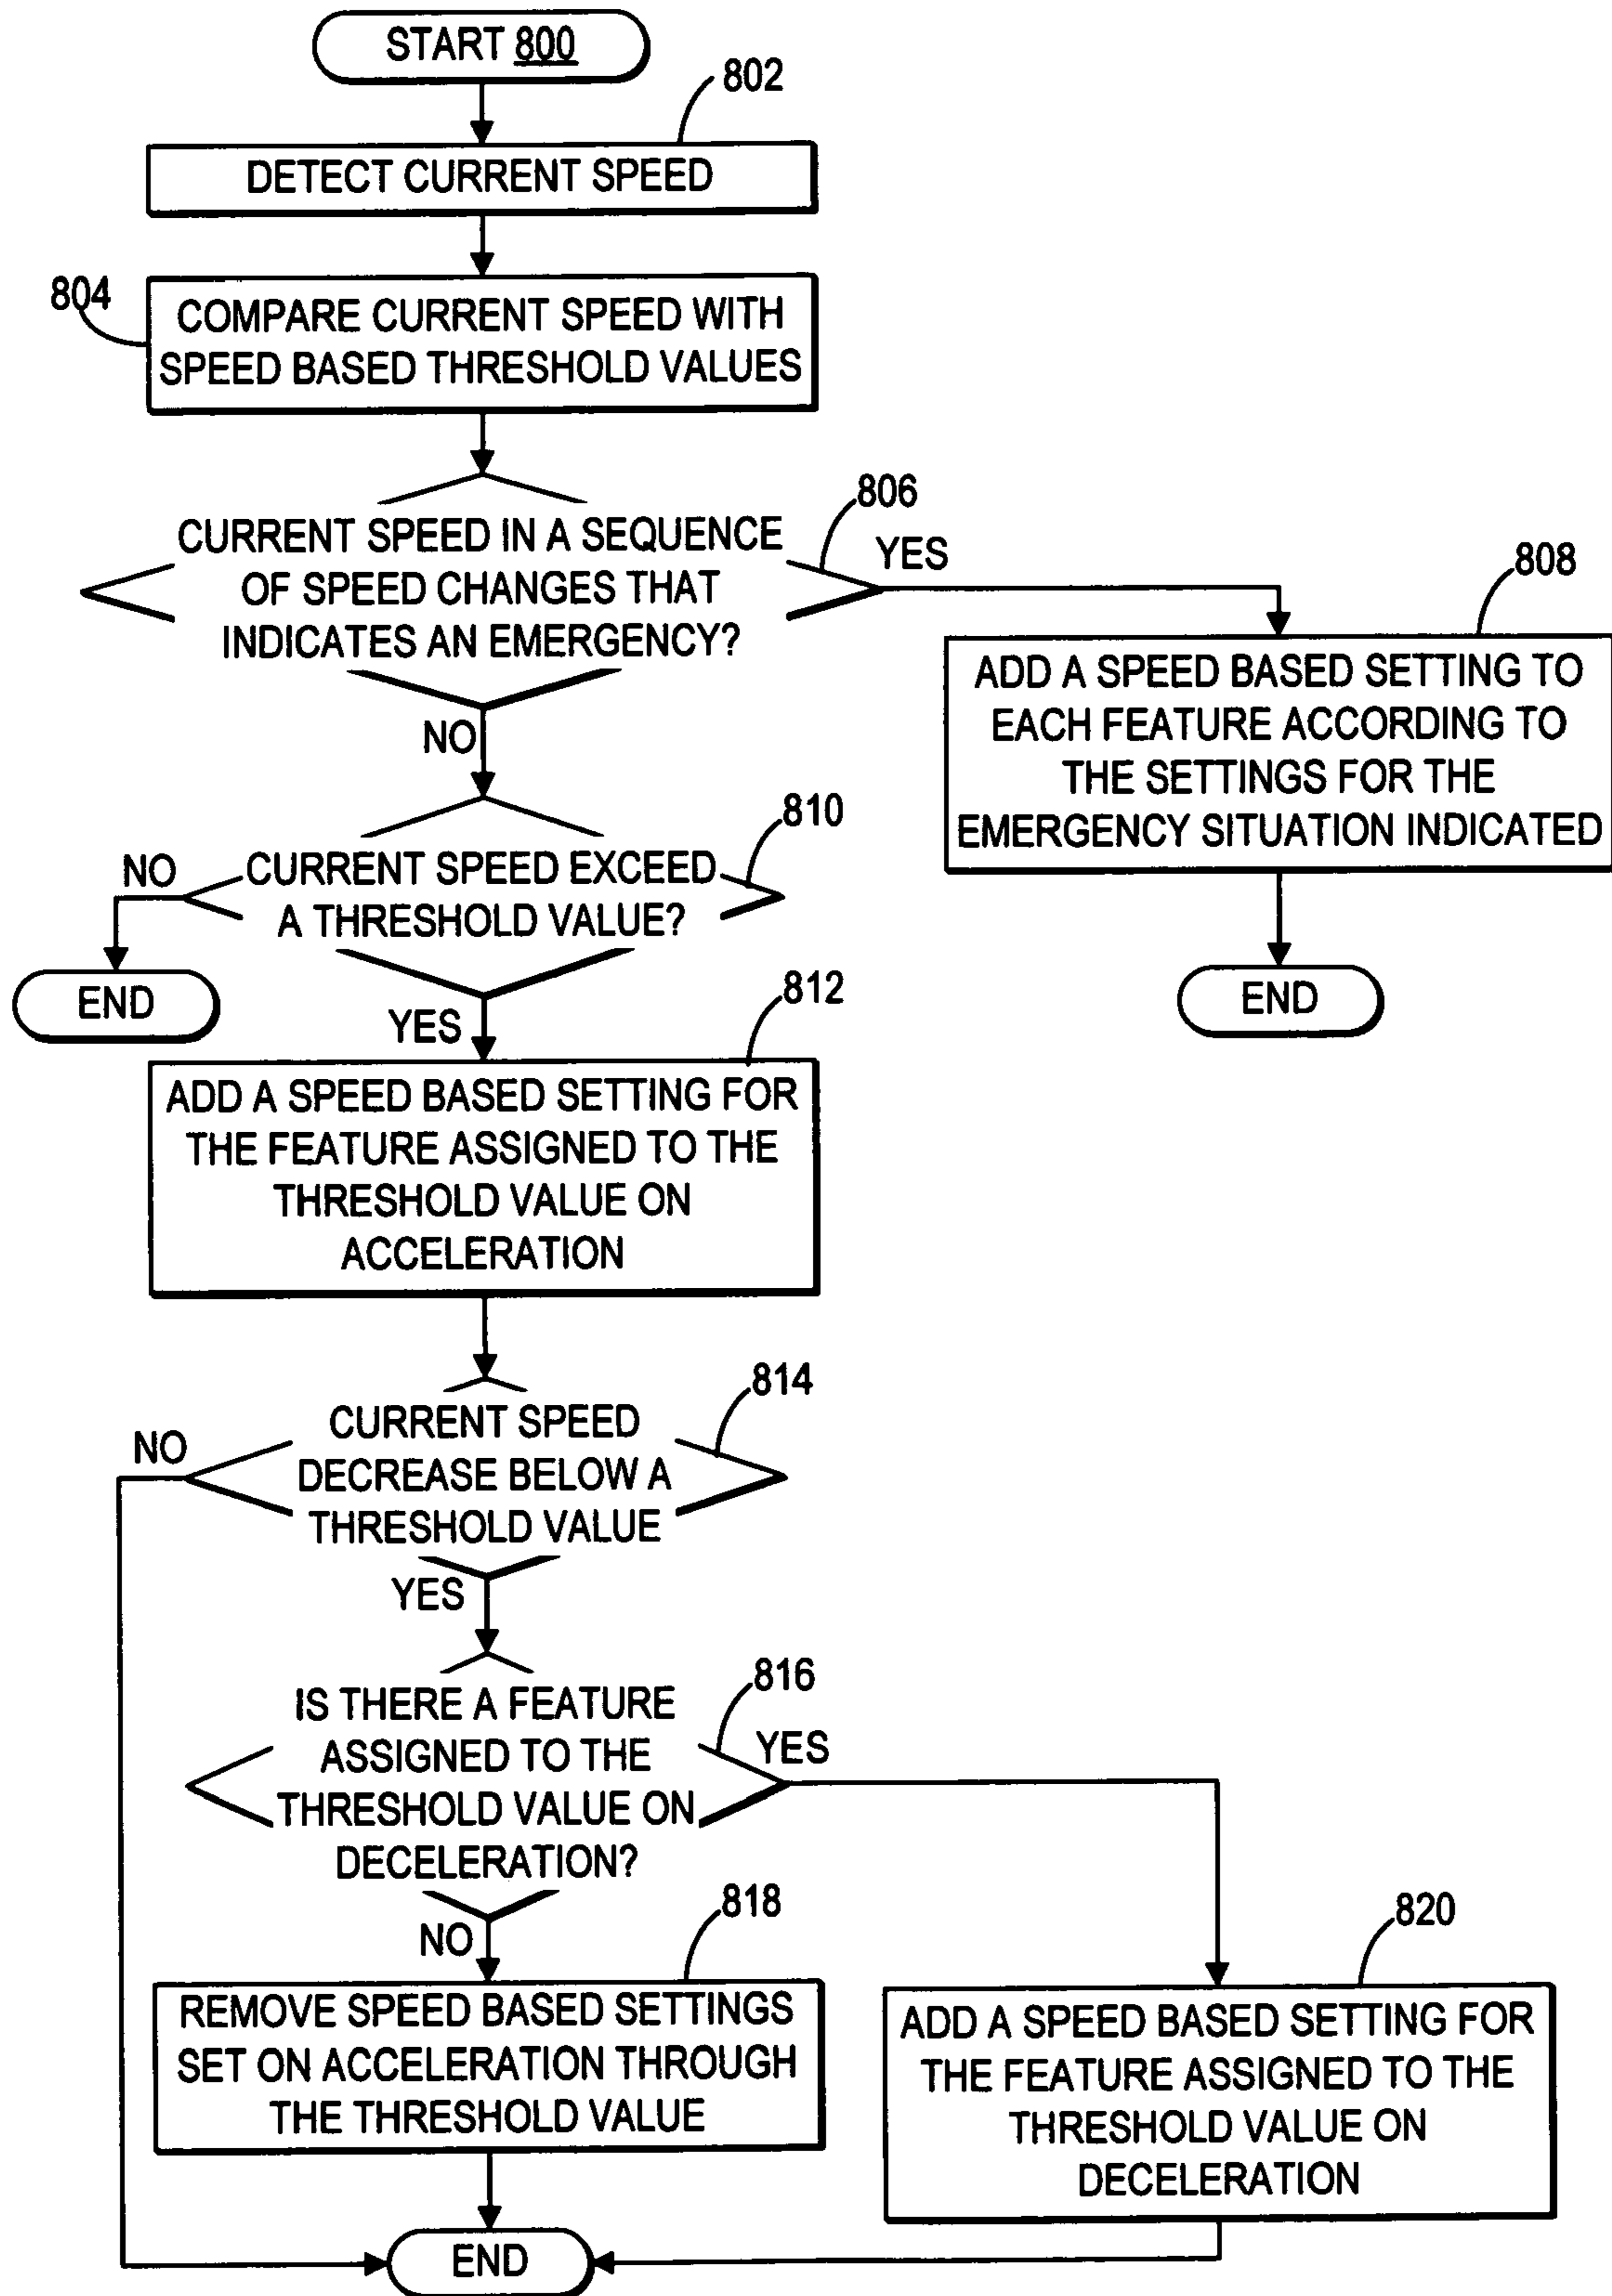 START 800
802
DETECT CURRENT SPEED
804
COMPARE CURRENT SPEED WITH
SPEED BASED THRESHOLD VALUES
806
CURRENT SPEED IN A SEQUENCE
OF SPEED CHANGES THAT
INDICATES AN EMERGENCY?
YES
808
ADD A SPEED BASED SETTING TO
EACH FEATURE ACCORDING TO
THE SETTINGS FOR THE
EMERGENCY SITUATION INDICATED
END
NO
810
CURRENT SPEED EXCEED
A THRESHOLD VALUE?
NO
END
YES
812
ADD A SPEED BASED SETTING FOR
THE FEATURE ASSIGNED TO THE
THRESHOLD VALUE ON
ACCELERATION
814
CURRENT SPEED
DECREASE BELOW A
THRESHOLD VALUE
NO
YES
816
IS THERE A FEATURE
ASSIGNED TO THE
THRESHOLD VALUE ON
DECELERATION?
YES
NO
818
REMOVE SPEED BASED SETTINGS
SET ON ACCELERATION THROUGH
THE THRESHOLD VALUE
820
ADD A SPEED BASED SETTING FOR
THE FEATURE ASSIGNED TO THE
THRESHOLD VALUE ON
DECELERATION
END